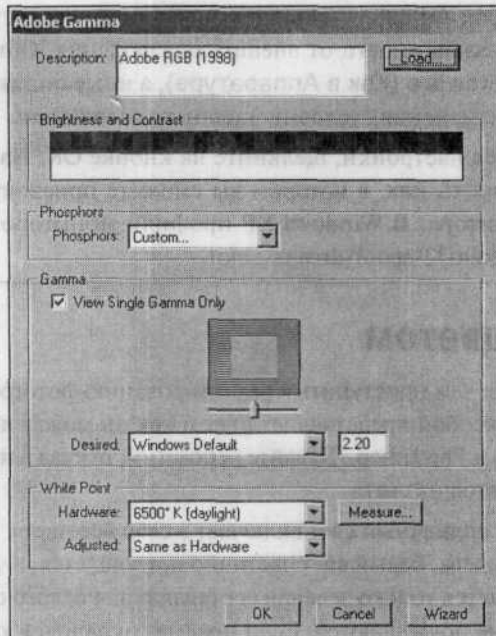 Adobe Gamma
Description: Adobe RGB (1998)
Load...
Brightness and Contrast
Phosphors
Phosphors: Custom...
Gamma
View Single Gamma Only
Desired: Windows Default 2.20
White Point
Hardware: 6500° K (daylight) Measure...
Adjusted: Same as Hardware
OK Cancel Wizard